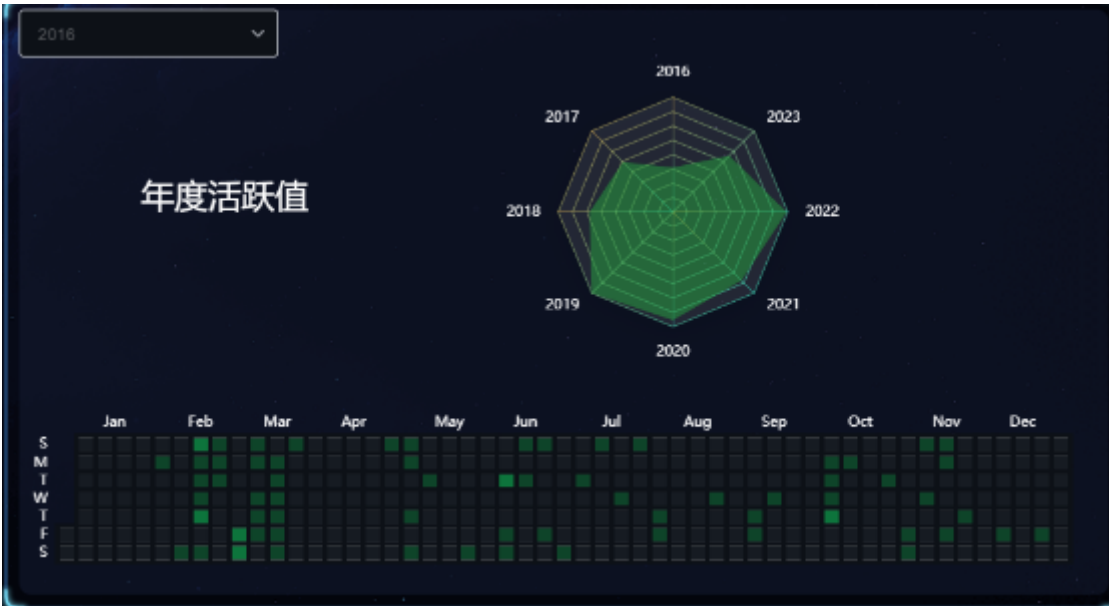 2016
2016
2017
2023
年度活跃值
2018
2022
2019
2021
2020
Jan Feb Mar Apr May Jun Jul Aug Sep Oct Nov Dec
S
M
T
W
T
F
S